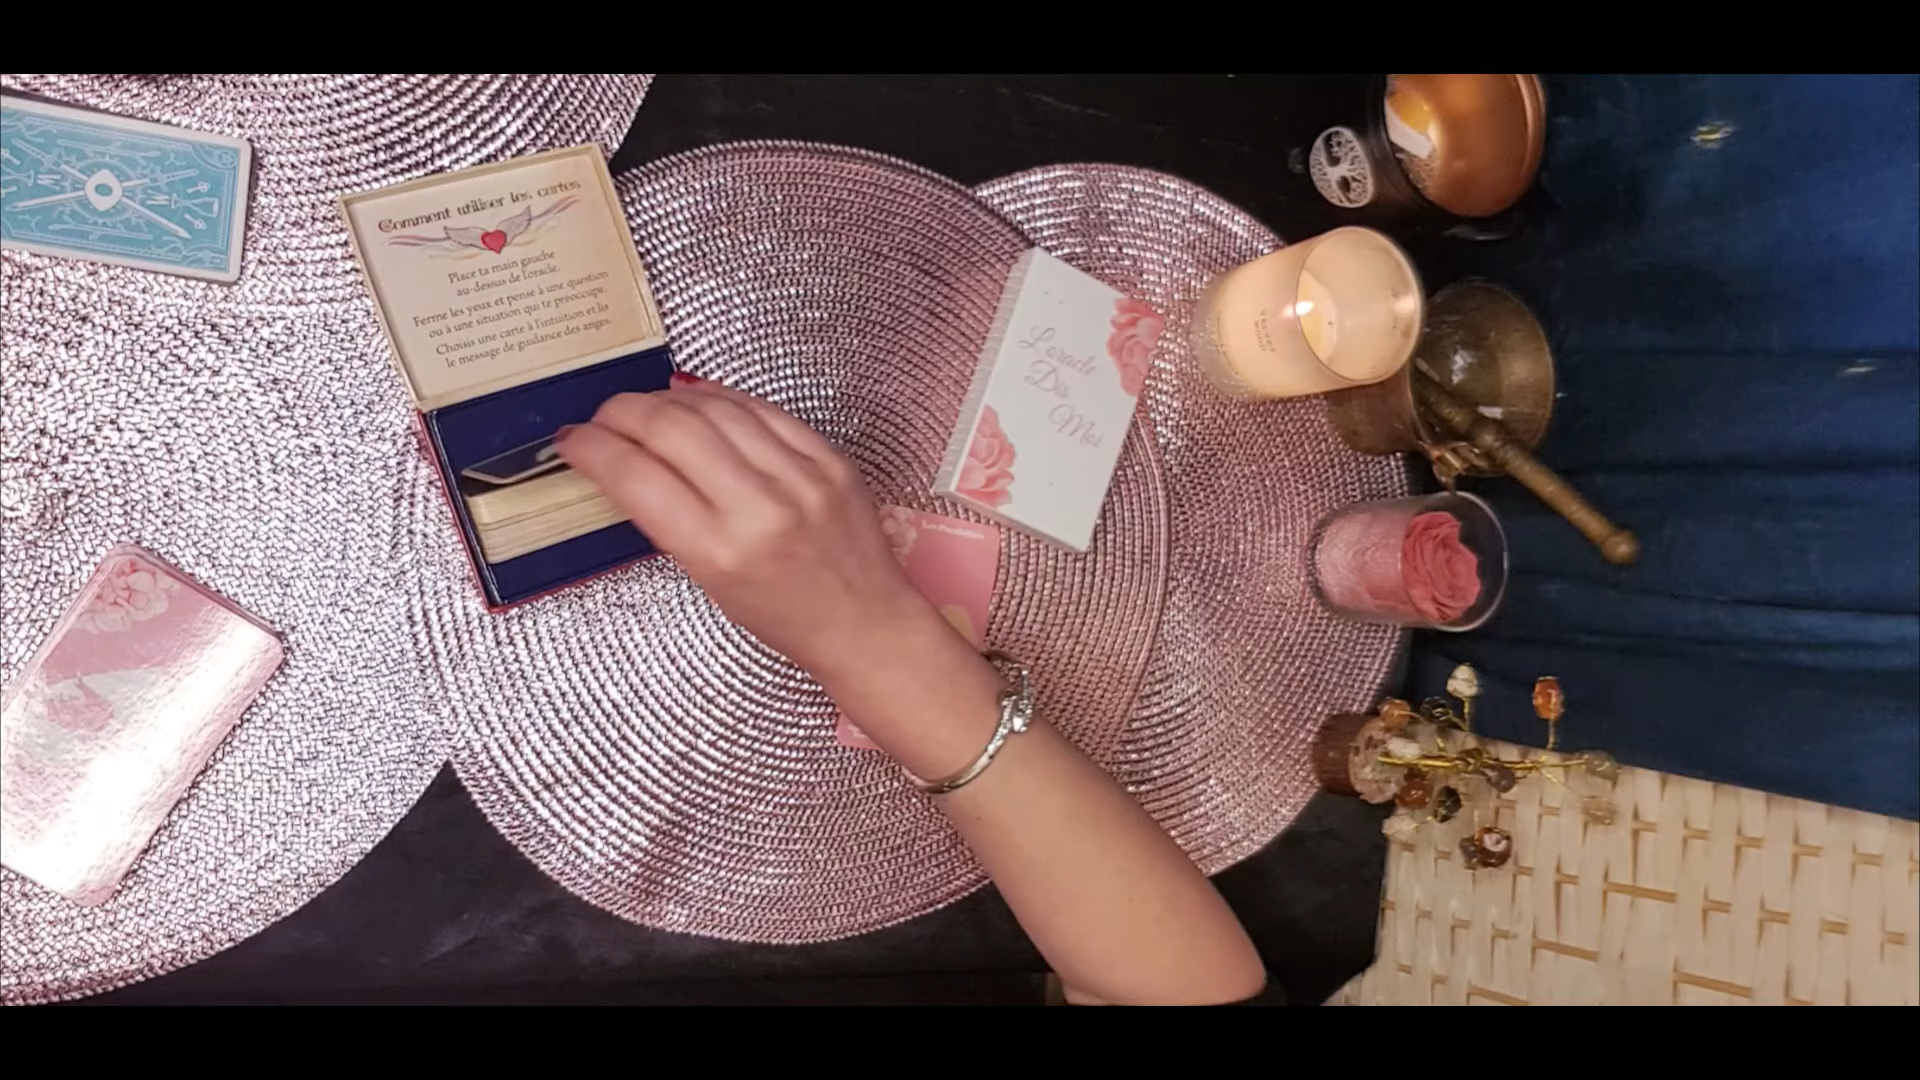 Comment utiliser les cartes
Place ta main gauche
au-dessus de l'oracle.
Ferme les yeux et pense à une question
ou à une situation qui te préoccupe.
Choisis une carte à l'intuition et lis
le message de guidance des anges.
L'oracle
Dis
Moi
VELVET
WOOD